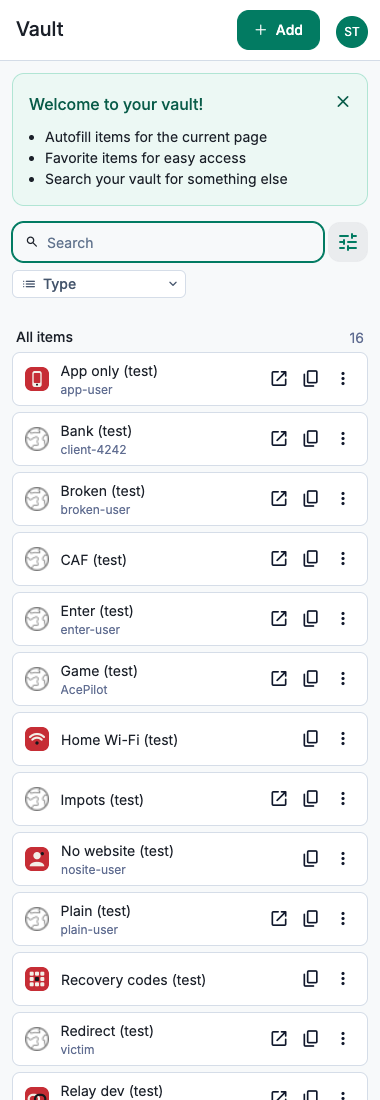 Vault
Add
ST
Welcome to your vault!
Autofill items for the current page
Favorite items for easy access
Search your vault for something else
Search
Type
All items
16
App only (test)
app-user
Bank (test)
client-4242
Broken (test)
broken-user
CAF (test)
Enter (test)
enter-user
Game (test)
AcePilot
Home Wi-Fi (test)
Impots (test)
No website (test)
nosite-user
Plain (test)
plain-user
Recovery codes (test)
Redirect (test)
victim
Relay dev (test)